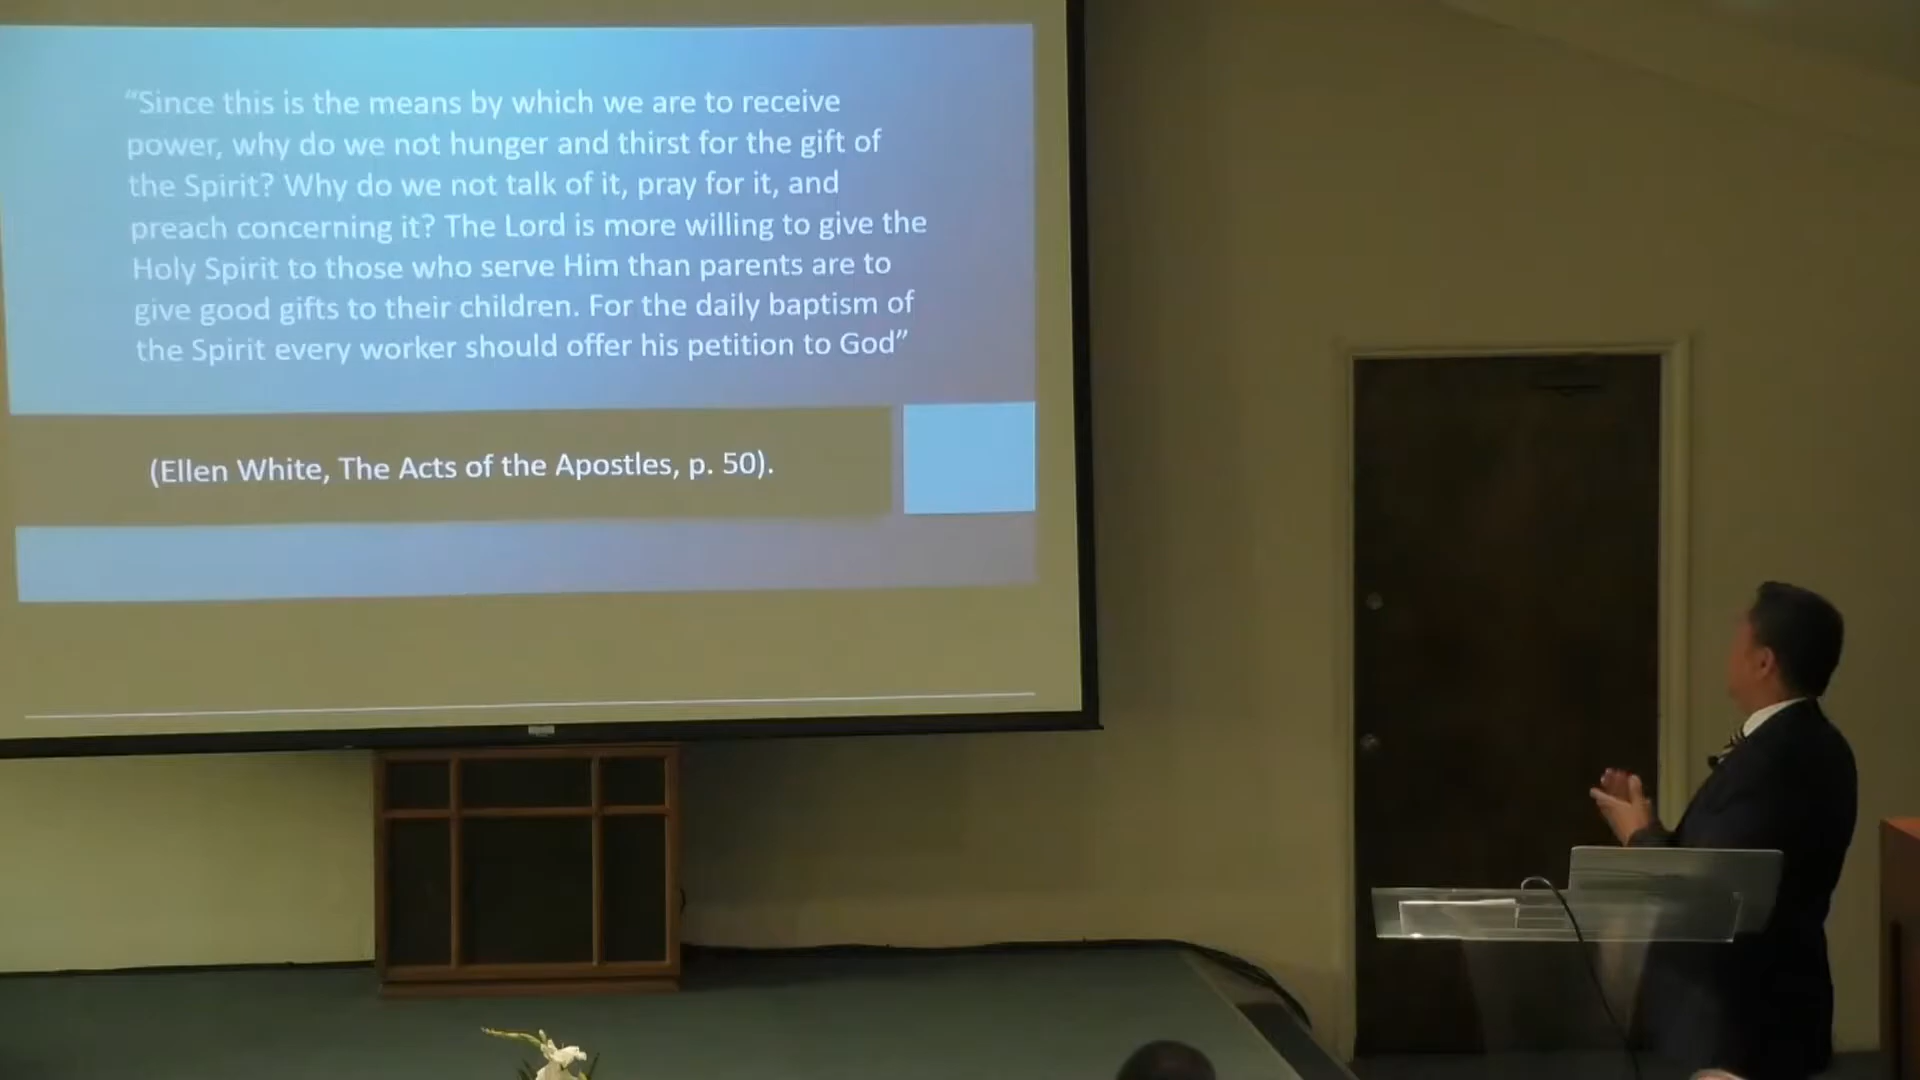 “Since this is the means by which we are to receive
power, why do we not hunger and thirst for the gift of
the Spirit? Why do we not talk of it, pray for it, and
preach concerning it? The Lord is more willing to give the
Holy Spirit to those who serve Him than parents are to
give good gifts to their children. For the daily baptism of
the Spirit every worker should offer his petition to God”
(Ellen White, The Acts of the Apostles, p. 50).